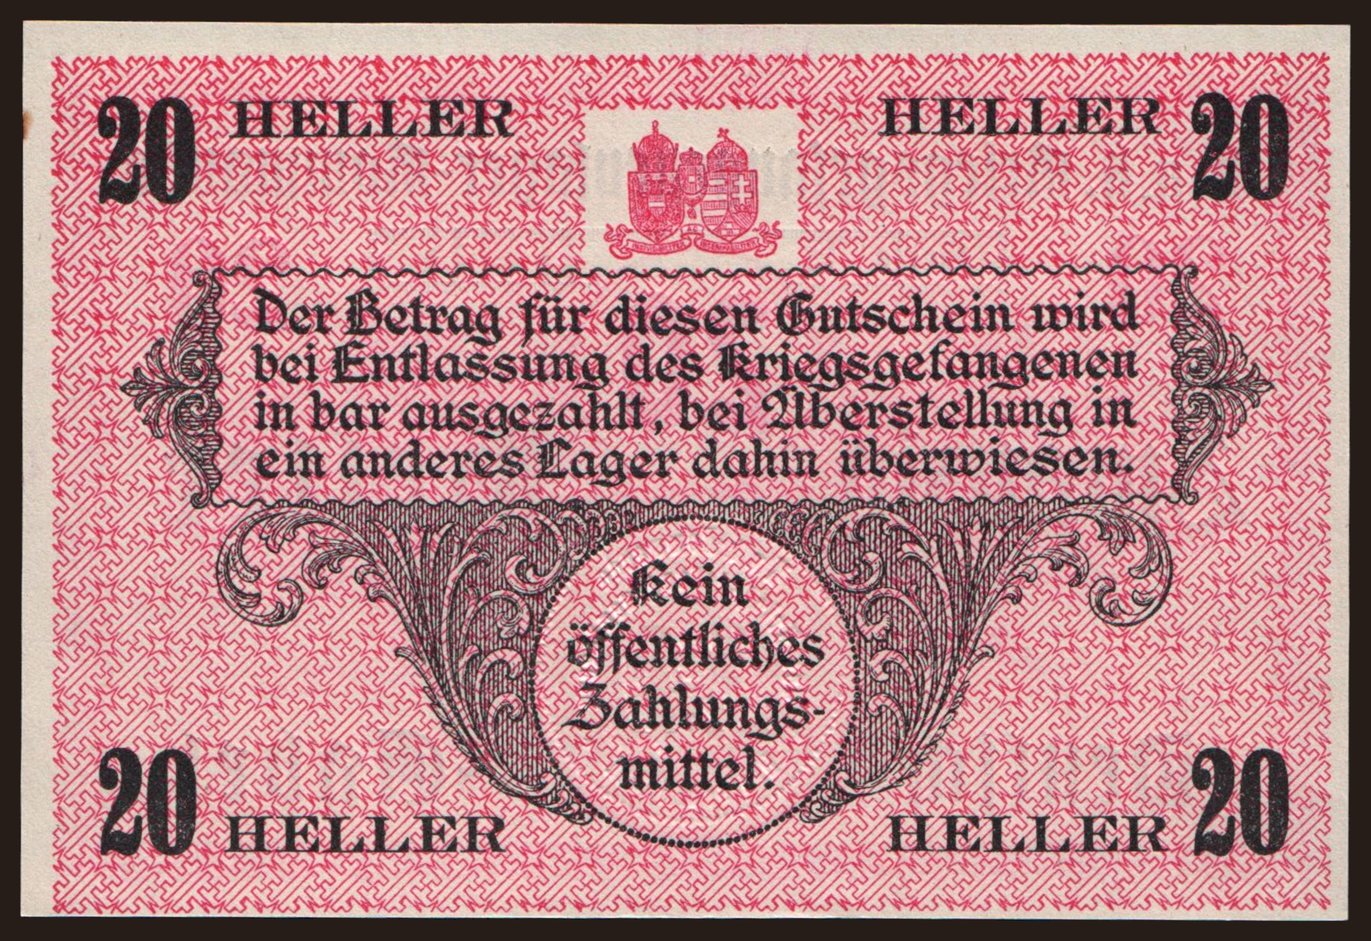 20 HELLER HELLER 20
Der Betrag für diesen Gutschein wird
bei Entlassung des Kriegsgefangenen
in bar ausgezahlt, bei Überstellung in
ein anderes Lager dahin überwiesen.
Kein
öffentliches
Zahlungs-
mittel.
20 HELLER HELLER 20